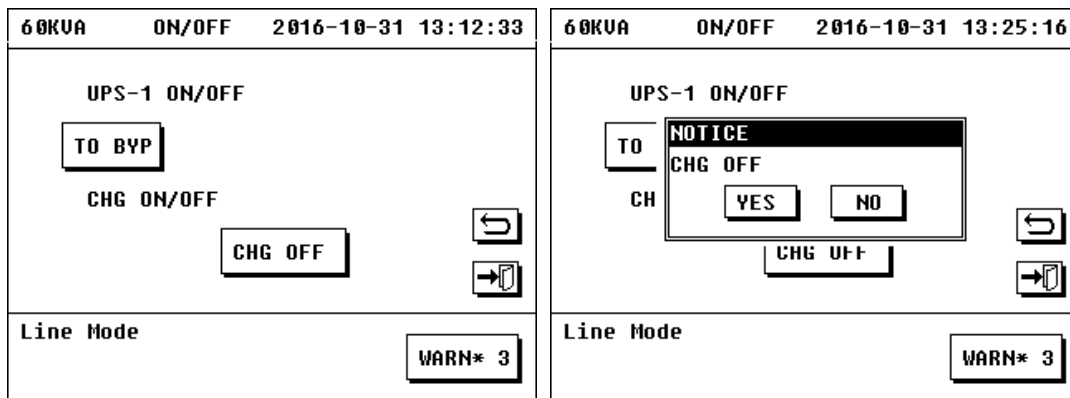 60KVA ON/OFF 2016-10-31 13:12:33
UPS-1 ON/OFF
TO BYP
CHG ON/OFF
CHG OFF
Line Mode
WARN* 3
60KVA ON/OFF 2016-10-31 13:25:16
UPS-1 ON/OFF
TO
NOTICE
CHG OFF
CH
YES NO
CHG OFF
Line Mode
WARN* 3